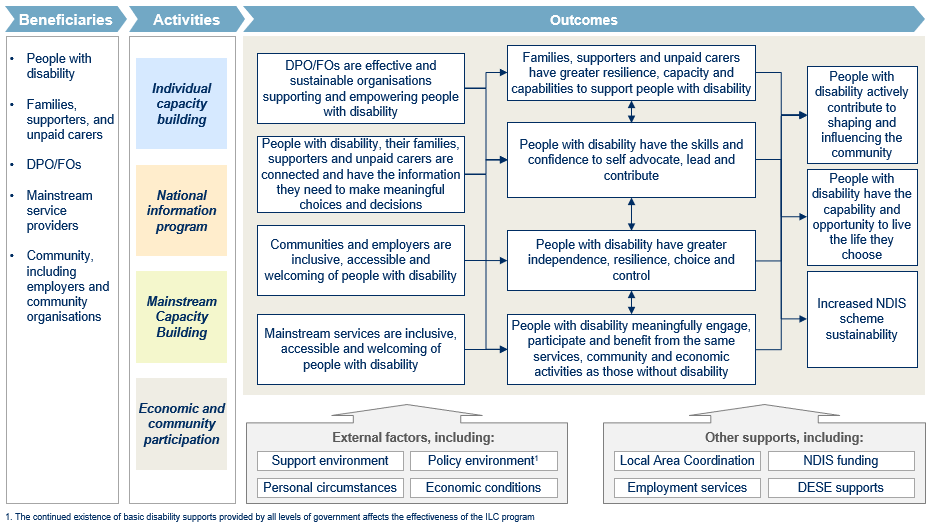 Beneficiaries
Activities
Outcomes
• People with
disability
• Families,
supporters, and
unpaid carers
• DPO/FOs
• Mainstream
service
providers
• Community,
including
employers and
community
organisations
Individual
capacity
building
National
information
program
Mainstream
Capacity
Building
Economic and
community
participation
DPO/FOs are effective and
sustainable organisations
supporting and empowering people
with disability
People with disability, their families,
supporters and unpaid carers are
connected and have the information
they need to make meaningful
choices and decisions
Communities and employers are
inclusive, accessible and
welcoming of people with disability
Mainstream services are inclusive,
accessible and welcoming of
people with disability
Families, supporters and unpaid carers
have greater resilience, capacity and
capabilities to support people with disability
People with disability have the skills and
confidence to self advocate, lead and
contribute
People with disability have greater
independence, resilience, choice and
control
People with disability meaningfully engage,
participate and benefit from the same
services, community and economic
activities as those without disability
People with
disability actively
contribute to
shaping and
influencing the
community
People with
disability have the
capability and
opportunity to live
the life they
choose
Increased NDIS
scheme
sustainability
External factors, including:
Support environment
Policy environment¹
Personal circumstances
Economic conditions
Other supports, including:
Local Area Coordination
NDIS funding
Employment services
DESE supports
1. The continued existence of basic disability supports provided by all levels of government affects the effectiveness of the ILC program